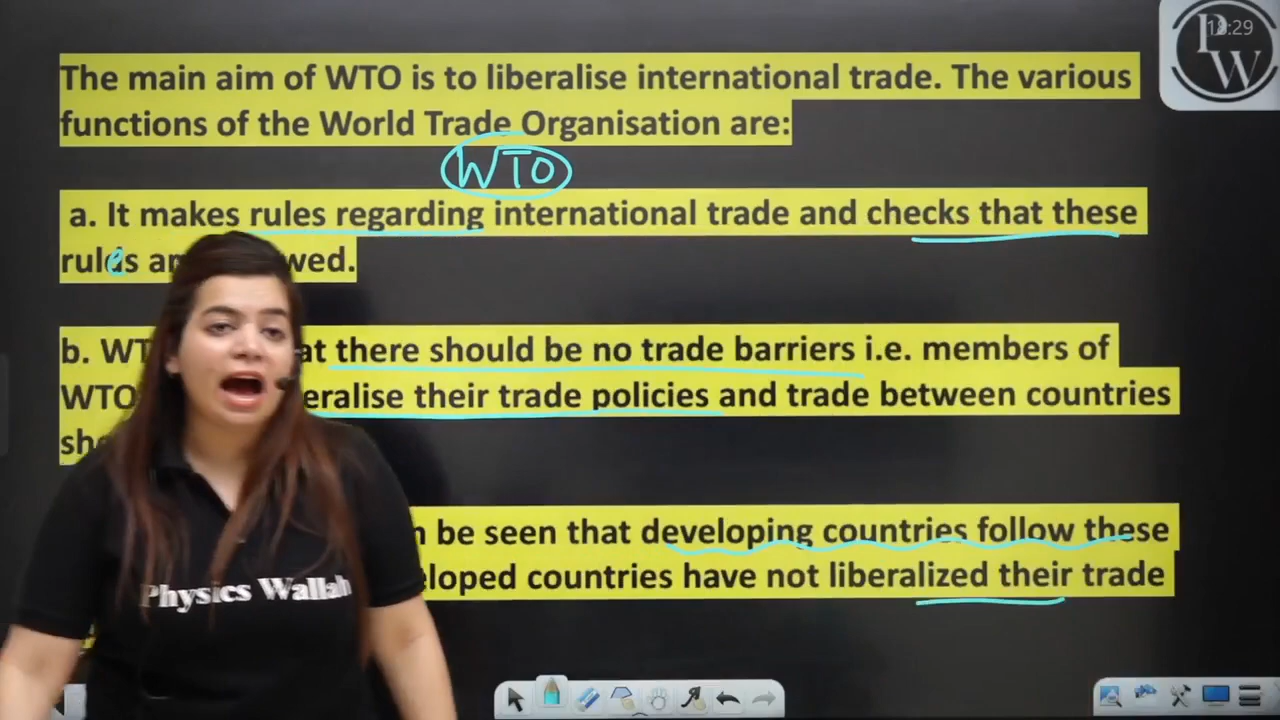 18:29
PW
The main aim of WTO is to liberalise international trade. The various
functions of the World Trade Organisation are:
WTO
a. It makes rules regarding international trade and checks that these
rules
b. there should be no trade barriers i.e. members of
WTO their trade policies and trade between countries
be seen that developing countries follow these
countries have not liberalized their trade
Physics Wallah